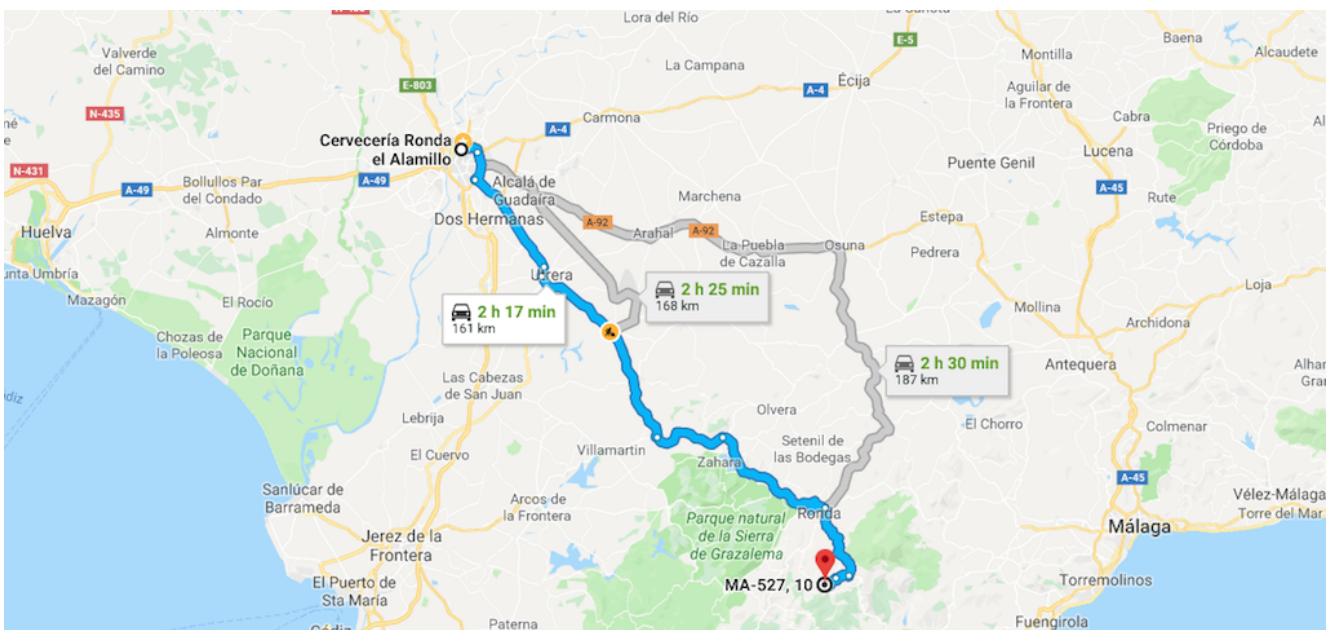 Lora del Río
E-5
Baena
Valverde
del Camino
Montilla
Alcaudete
La Campana
E-803
Écija
Aguilar de
la Frontera
A-4
N-435
Carmona
Cabra
A-4
Priego de
Córdoba
Cervecería Ronda
el Alamillo
Lucena
Puente Genil
N-431
A-49
Bollullos Par
del Condado
A-49
Alcalá de
Guadaíra
Marchena
A-45
Rute
Dos Hermanas
Estepa
Huelva
Almonte
A-92
Arahal
A-92
La Puebla
de Cazalla
Osuna
Pedrera
Punta Umbría
Utrera
Mazagón
El Rocío
2 h 25 min
168 km
Loja
2 h 17 min
161 km
Mollina
Archidona
Chozas de
la Poleosa
Parque
Nacional
de Doñana
2 h 30 min
187 km
Antequera
Las Cabezas
de San Juan
Lebrija
Olvera
El Chorro
Colmenar
Villamartin
Setenil de
las Bodegas
El Cuervo
Zahara
A-45
Sanlúcar de
Barrameda
Arcos de
la Frontera
Vélez-Málaga
Torre del Mar
Ronda
Parque natural
de la Sierra
de Grazalema
Málaga
Jerez de la
Frontera
El Puerto de
Sta María
MA-527, 10
Torremolinos
Paterna
Fuengirola